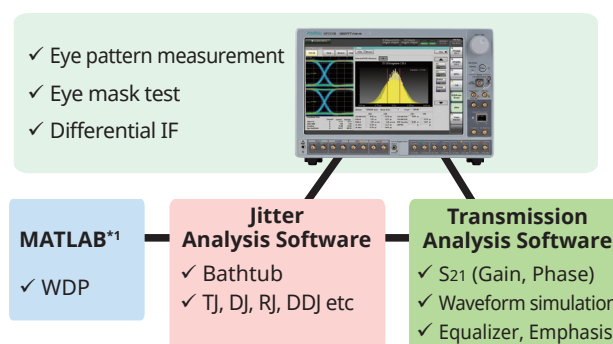 ✓ Eye pattern measurement
✓ Eye mask test
✓ Differential IF
MATLAB*1
✓ WDP
Jitter
Analysis Software
✓ Bathtub
✓ TJ, DJ, RJ, DDJ etc
Transmission
Analysis Software
✓ S21 (Gain, Phase)
✓ Waveform simulation
✓ Equalizer, Emphasis